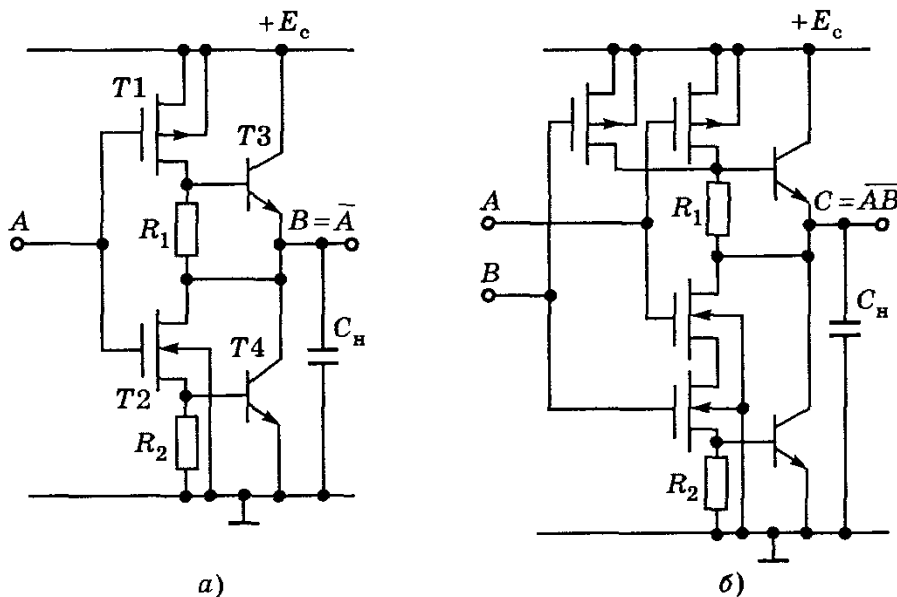 +E_c
T1
T3
A
B = \overline{A}
R_1
C_н
T4
T2
R_2
а)
+E_c
A
R_1
C = \overline{AB}
B
C_н
R_2
б)